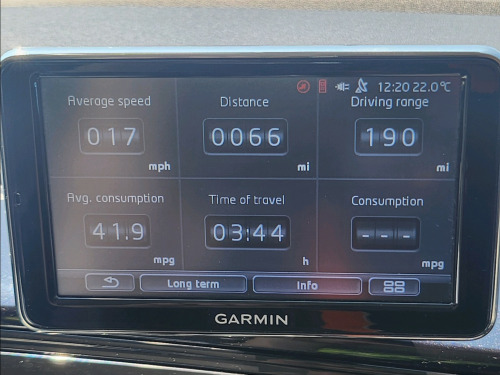 12:20 22.0°C
Average speed Distance Driving range
017 0066 190
mph mi mi
Avg. consumption Time of travel Consumption
41.9 03:44 ---
mpg h mpg
Long term Info
GARMIN